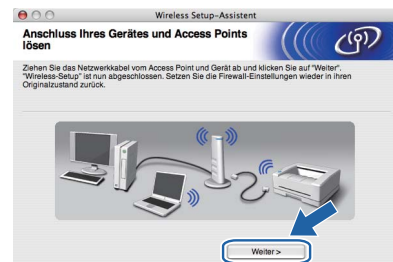 Wireless Setup-Assistent
Anschluss Ihres Gerätes und Access Points
lösen
Ziehen Sie das Netzwerkkabel vom Access Point und Gerät ab und klicken Sie auf "Weiter".
"Wireless-Setup" ist nun abgeschlossen. Setzen Sie die Firewall-Einstellungen wieder in ihren
Originalzustand zurück.
Weiter >